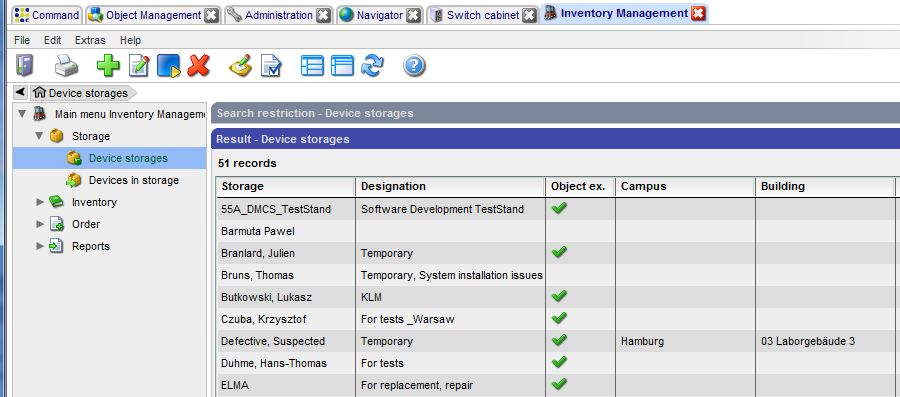 Command Object Management Administration Navigator Switch cabinet Inventory Management
File Edit Extras Help
Device storages
Main menu Inventory Manageme
Storage
Device storages
Devices in storage
Inventory
Order
Reports
Search restriction - Device storages
Result - Device storages
51 records
Storage Designation Object ex. Campus Building
55A_DMCS_TestStand Software Development TestStand
Barmuta Pawel
Branlard, Julien Temporary
Bruns, Thomas Temporary, System installation issues
Butkowski, Lukasz KLM
Czuba, Krzysztof For tests _Warsaw
Defective, Suspected Temporary Hamburg 03 Laborgebäude 3
Duhme, Hans-Thomas For tests
ELMA For replacement, repair